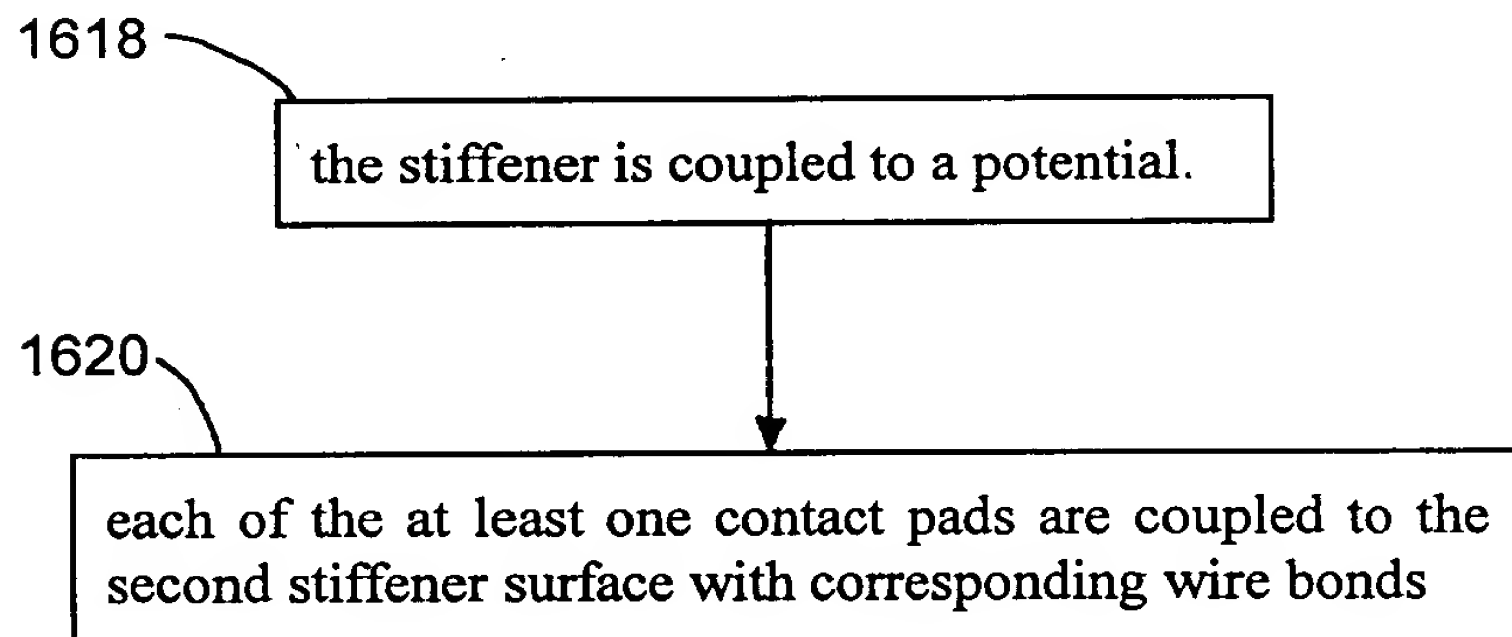 1618
the stiffener is coupled to a potential.
1620
each of the at least one contact pads are coupled to the
second stiffener surface with corresponding wire bonds